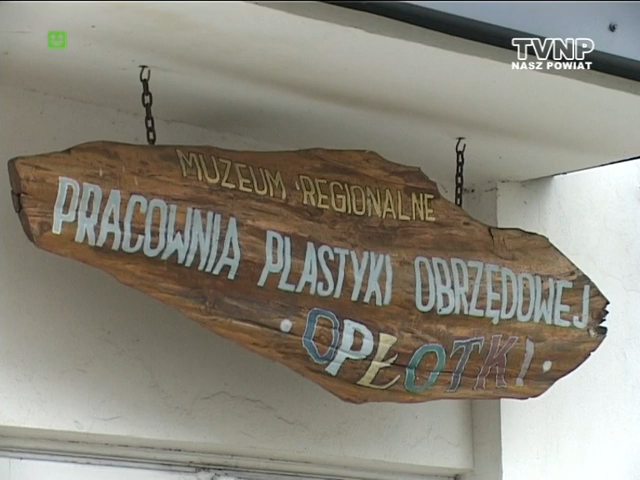 TVNP
NASZ POWIAT
MUZEUM REGIONALNE
PRACOWNIA PLASTYKI OBRZĘDOWEJ
• OPŁOTKI •